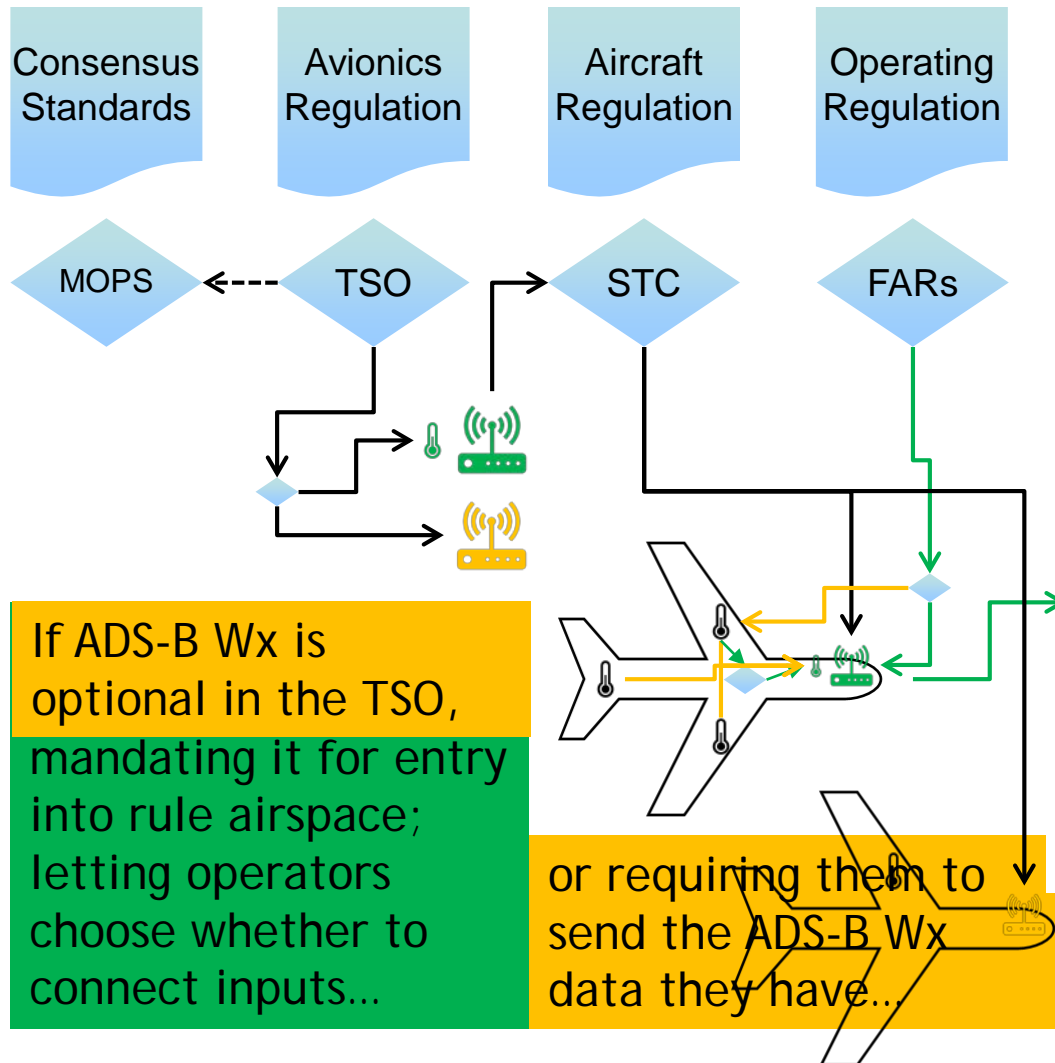 Consensus
Standards
Avionics
Regulation
Aircraft
Regulation
Operating
Regulation
MOPS
TSO
STC
FARs
If ADS-B Wx is
optional in the TSO,
mandating it for entry
into rule airspace;
letting operators
choose whether to
connect inputs…
or requiring them to
send the ADS-B Wx
data they have…